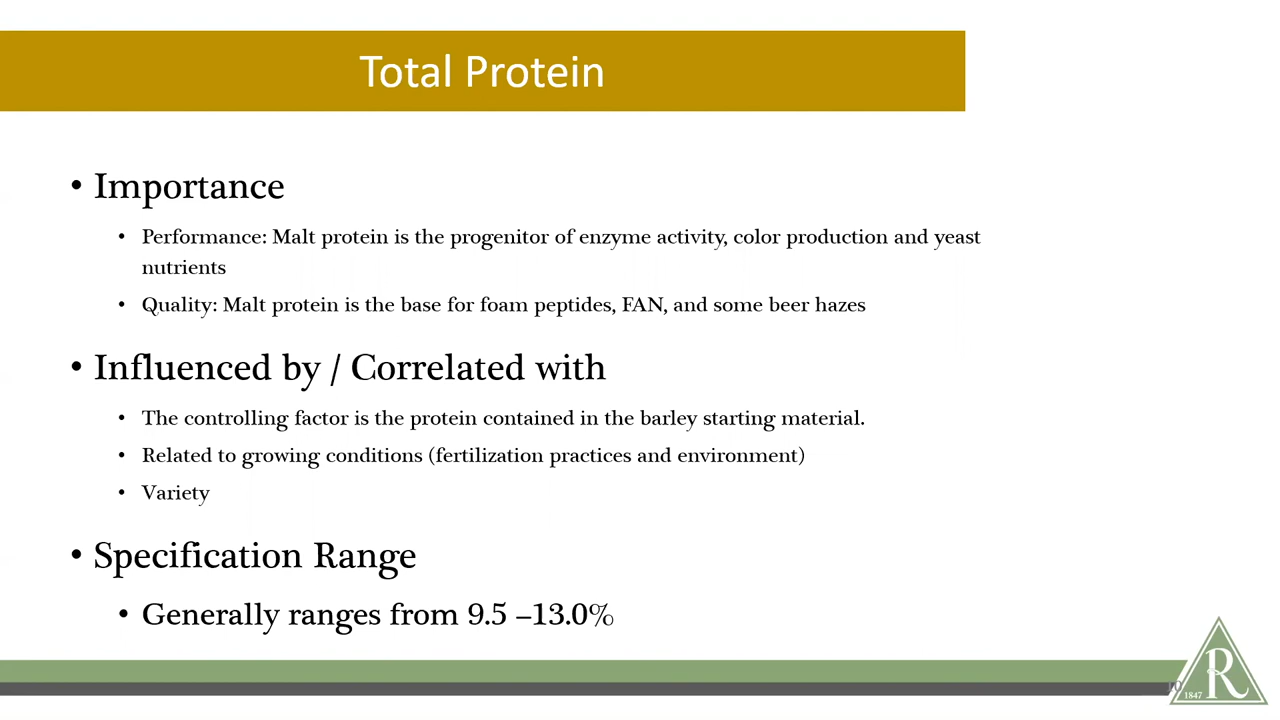 Total Protein
• Importance
• Performance: Malt protein is the progenitor of enzyme activity, color production and yeast
nutrients
• Quality: Malt protein is the base for foam peptides, FAN, and some beer hazes
• Influenced by / Correlated with
• The controlling factor is the protein contained in the barley starting material.
• Related to growing conditions (fertilization practices and environment)
• Variety
• Specification Range
• Generally ranges from 9.5 –13.0%
R
1847